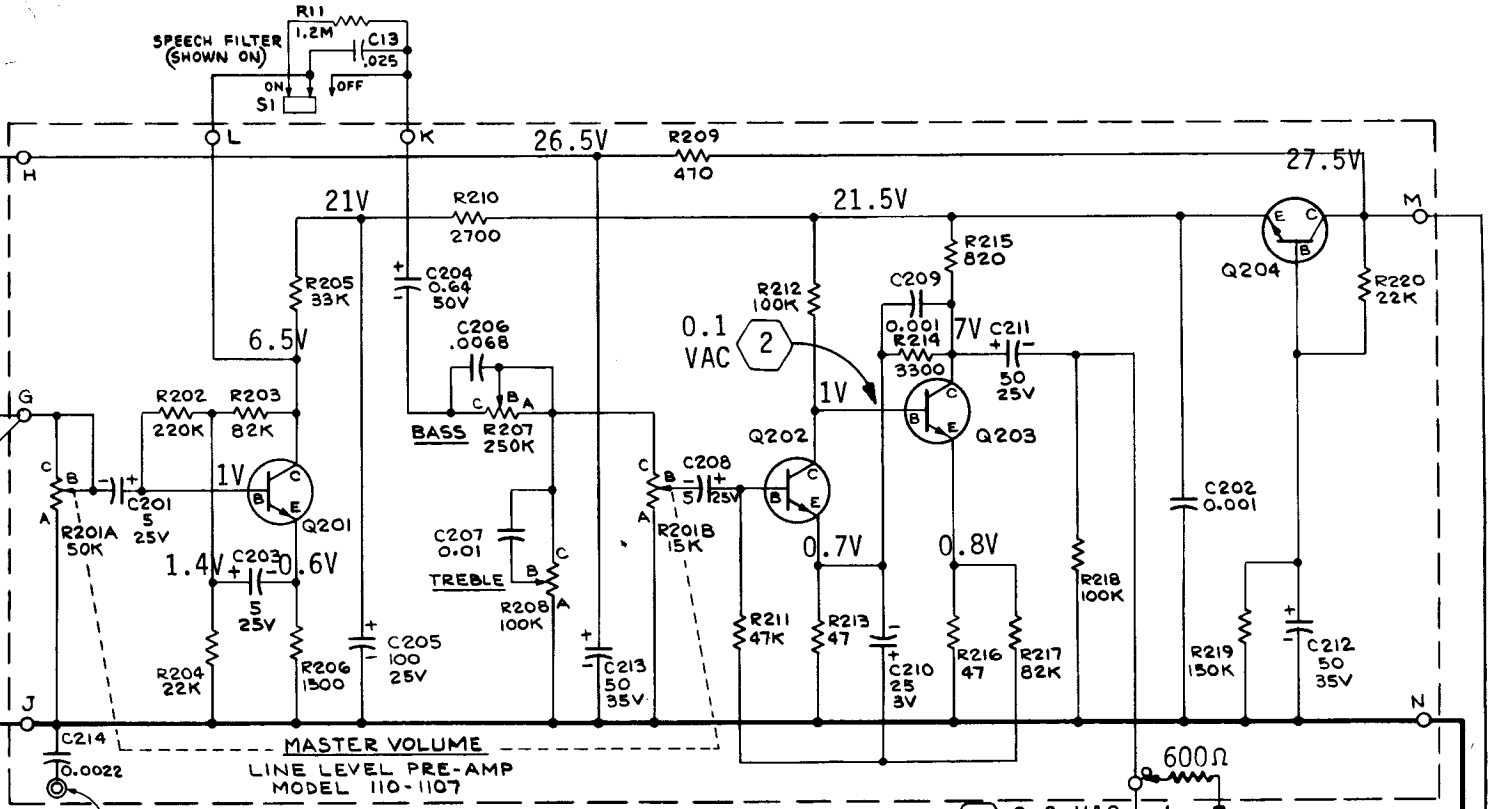 R11
1.2M
C13
.025
SPEECH FILTER
(SHOWN ON)
ON
OFF
S1
L
K
H
26.5V
R209
470
27.5V
M
21V
R210
2700
21.5V
E
C
B
Q204
R205
33K
C204
0.64
50V
+
-
R212
100K
C209
0.001
R215
820
R220
22K
6.5V
C206
.0068
0.1
VAC
2
7V
C211
+
-
50
25V
R214
3300
G
R202
220K
R203
82K
C
B
A
BASS
R207
250K
1V
B
C
E
Q203
Q202
C
B
A
R201A
50K
-
+
C201
5
25V
1V
B
C
E
Q201
C207
0.01
TREBLE
C
B
A
R208
100K
C
B
A
R201B
15K
C208
-
+
5
25V
B
C
E
C202
0.001
1.4V
+
C203
-
0.6V
5
25V
0.7V
0.8V
R218
100K
R204
22K
R206
1500
+
-
C205
100
25V
+
-
C213
50
35V
R211
47K
R213
47
-
+
C210
25
3V
R216
47
R217
82K
R219
150K
+
-
C212
50
35V
J
N
C214
0.0022
MASTER VOLUME
LINE LEVEL PRE-AMP
MODEL 110-1107
600Ω